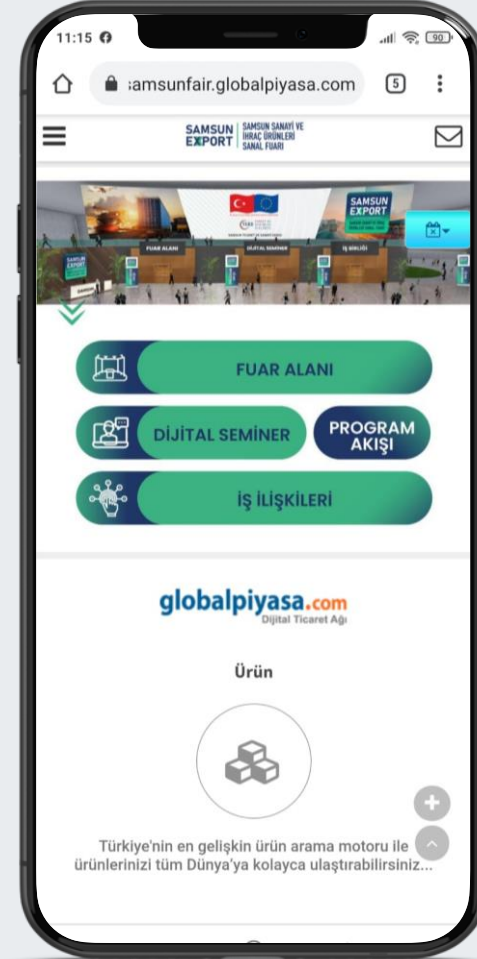 11:15
90
samsunfair.globalpiyasa.com
5
SAMSUN EXPORT
SAMSUN SANAYİ VE
İHRAÇ ÜRÜNLERİ
SANAL FUARI
SAMSUN
EXPORT
FUAR ALANI
DİJİTAL SEMİNER
İŞ BİRLİĞİ
FUAR ALANI
DİJİTAL SEMİNER
PROGRAM
AKIŞI
İŞ İLİŞKİLERİ
globalpiyasa.com
Dijital Ticaret Ağı
Ürün
Türkiye'nin en gelişkin ürün arama motoru ile
ürünlerinizi tüm Dünya'ya kolayca ulaştırabilirsiniz...